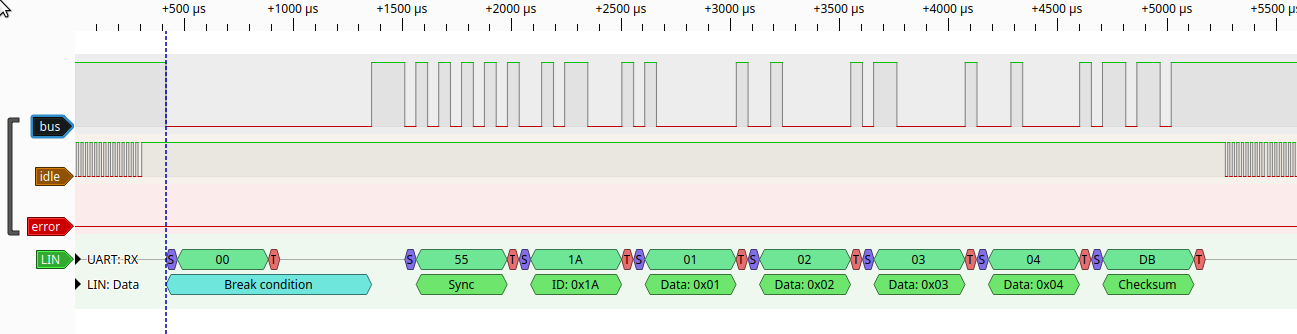 +500 µs +1000 µs +1500 µs +2000 µs +2500 µs +3000 µs +3500 µs +4000 µs +4500 µs +5000 µs +5500 µs
bus
idle
error
LIN UART: RX S 00 T S 55 T S 1A T S 01 T S 02 T S 03 T S 04 T S DB T
LIN: Data Break condition Sync ID: 0x1A Data: 0x01 Data: 0x02 Data: 0x03 Data: 0x04 Checksum